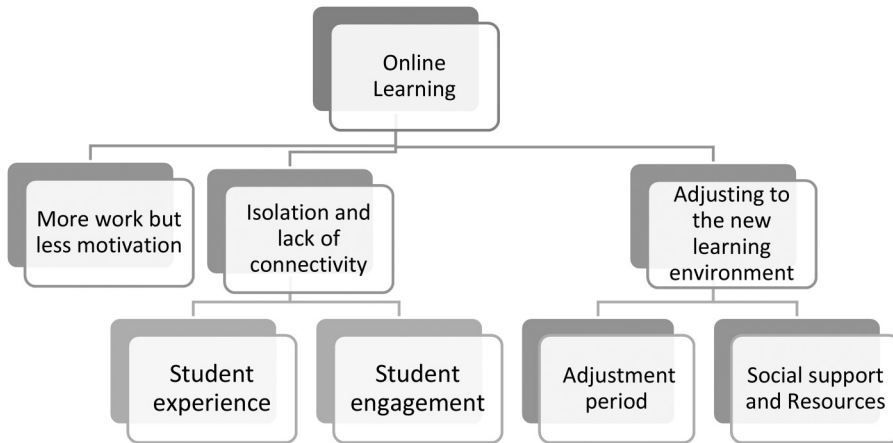 Online
Learning
More work but
less motivation
Isolation and
lack of
connectivity
Adjusting to
the new
learning
environment
Student
experience
Student
engagement
Adjustment
period
Social support
and Resources